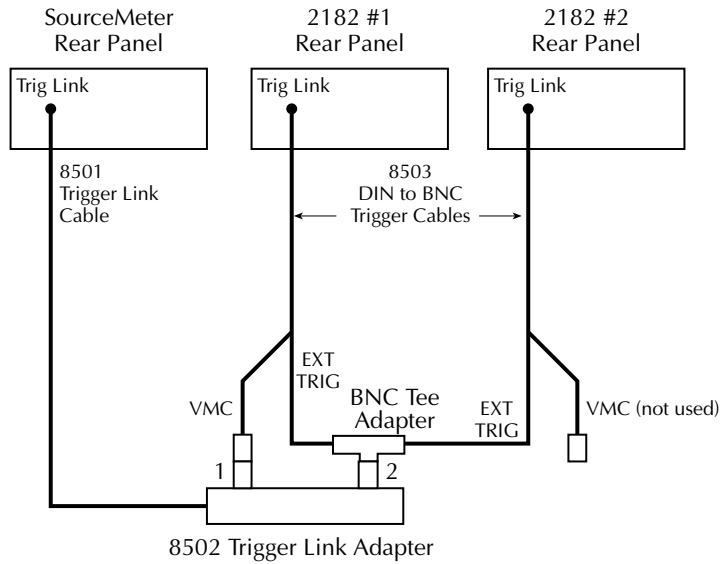 SourceMeter
Rear Panel
2182 #1
Rear Panel
2182 #2
Rear Panel
Trig Link
Trig Link
Trig Link
8501
Trigger Link
Cable
8503
DIN to BNC
Trigger Cables
EXT
TRIG
VMC
BNC Tee
Adapter
EXT
TRIG
VMC (not used)
1
2
8502 Trigger Link Adapter